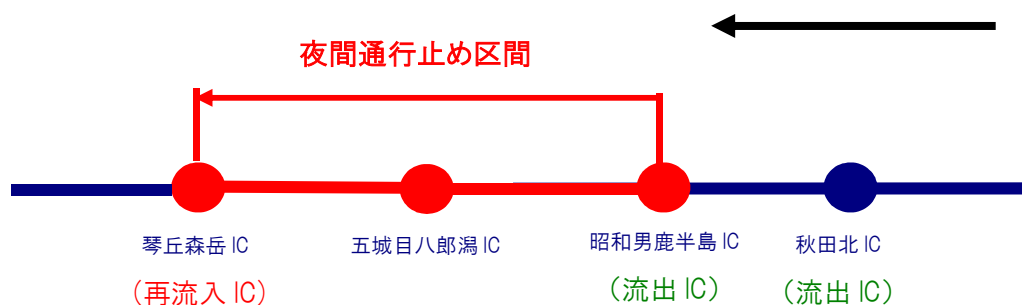 夜間通行止め区間
琴丘森岳 IC
五城目八郎潟 IC
昭和男鹿半島 IC
秋田北 IC
（再流入 IC）
（流出 IC）
（流出 IC）